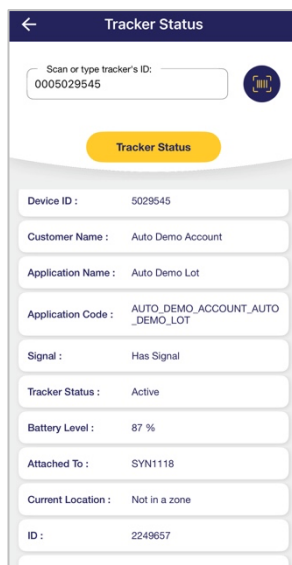 Tracker Status
Scan or type tracker's ID:
0005029545
Tracker Status
Device ID : 5029545
Customer Name : Auto Demo Account
Application Name : Auto Demo Lot
Application Code : AUTO_DEMO_ACCOUNT_AUTO
_DEMO_LOT
Signal : Has Signal
Tracker Status : Active
Battery Level : 87 %
Attached To : SYN1118
Current Location : Not in a zone
ID : 2249657